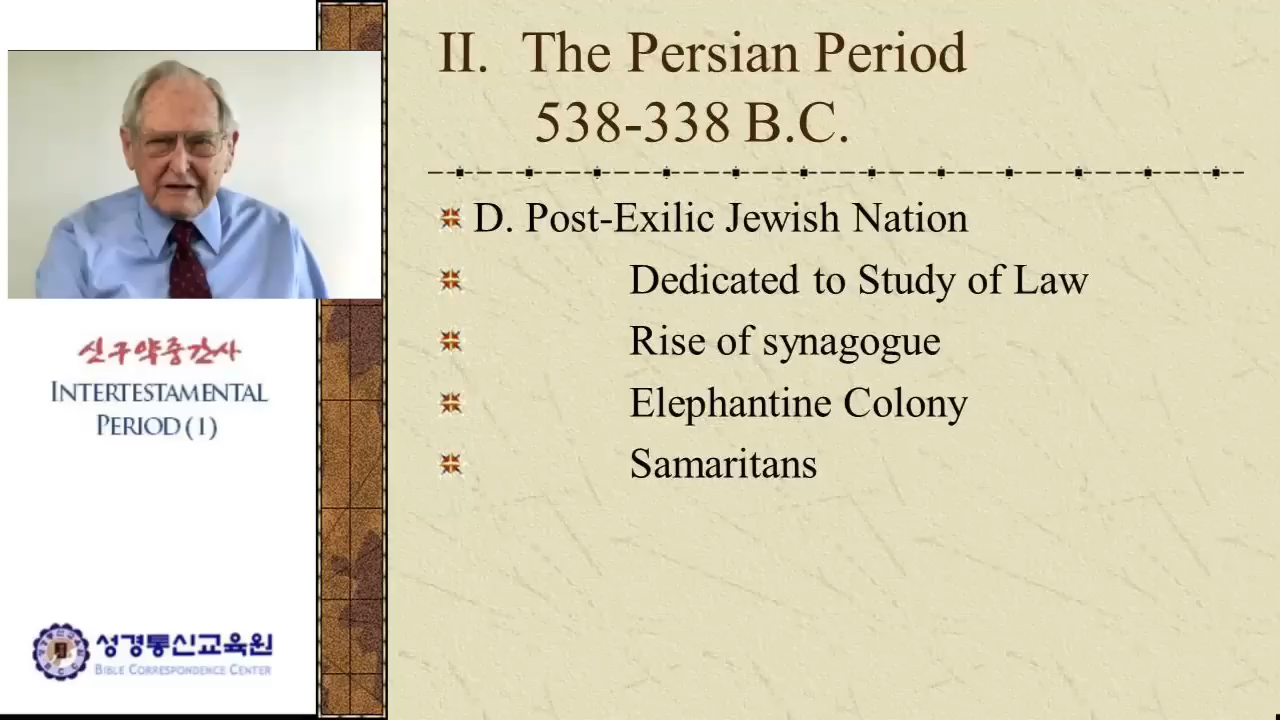 II. The Persian Period
538-338 B.C.
D. Post-Exilic Jewish Nation
Dedicated to Study of Law
Rise of synagogue
Elephantine Colony
Samaritans
신구약중간사
INTERTESTAMENTAL
PERIOD (1)
성경통신교육원
BIBLE CORRESPONDENCE CENTER